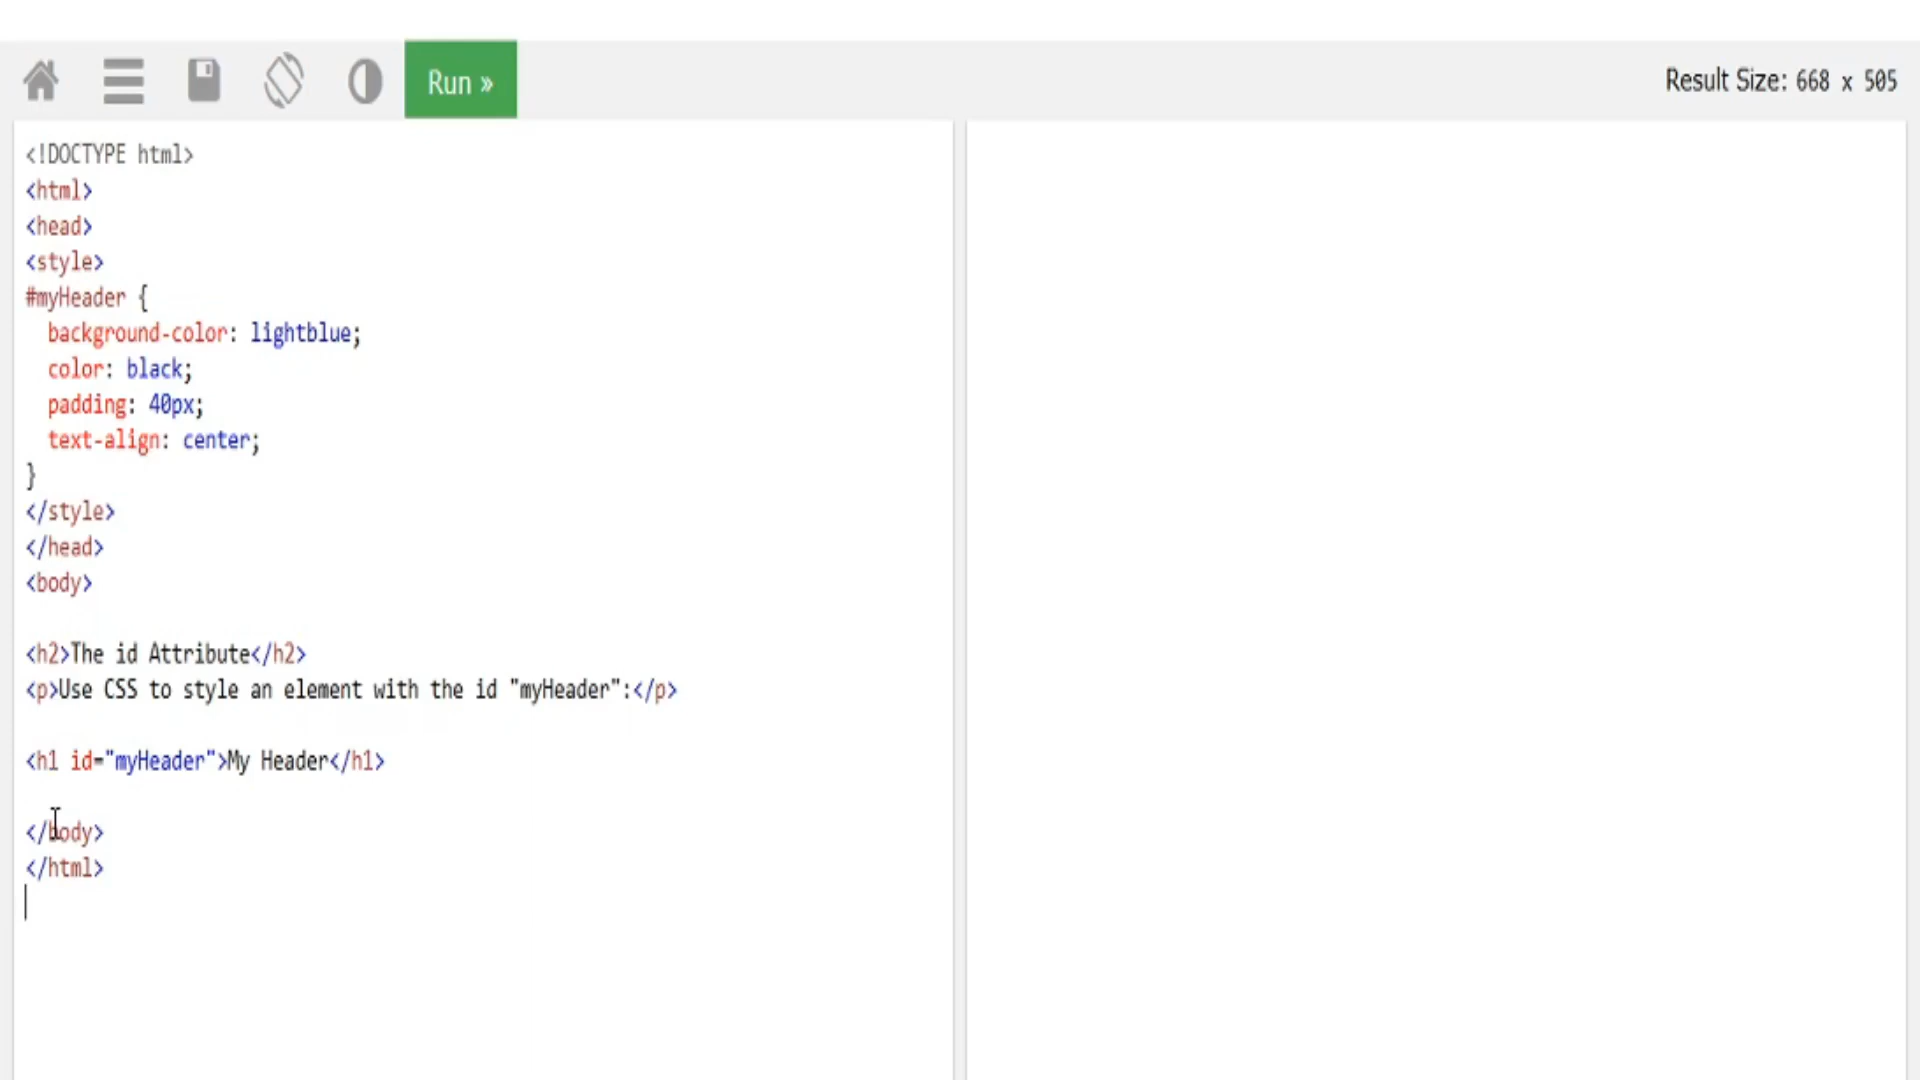 Run »
Result Size: 668 x 505
<!DOCTYPE html>
<html>
<head>
<style>
#myHeader {
  background-color: lightblue;
  color: black;
  padding: 40px;
  text-align: center;
}
</style>
</head>
<body>
<h2>The id Attribute</h2>
<p>Use CSS to style an element with the id "myHeader":</p>
<h1 id="myHeader">My Header</h1>
</body>
</html>